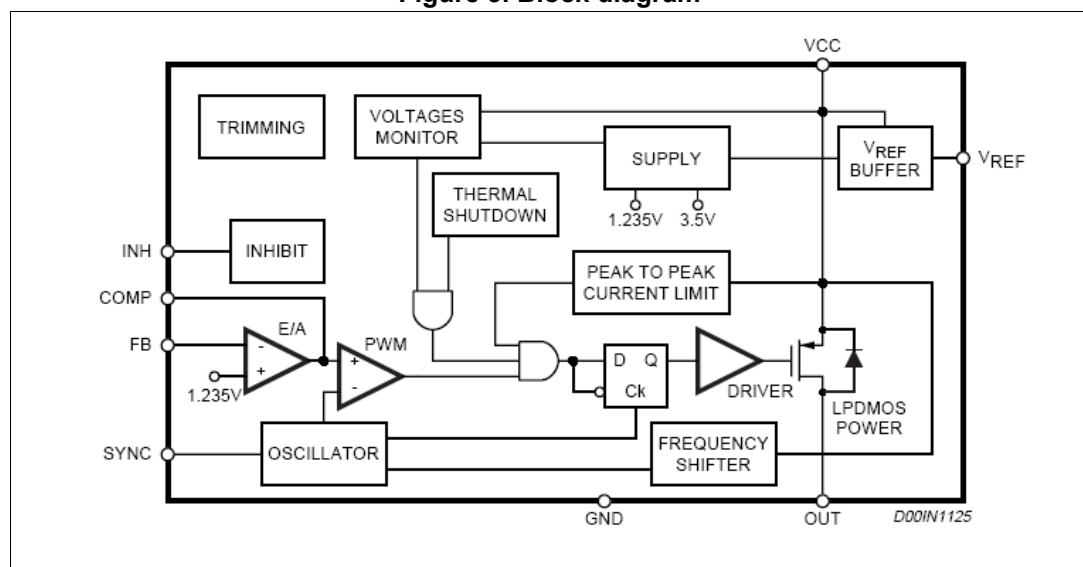 Block diagram
VCC
TRIMMING
VOLTAGES
MONITOR
SUPPLY
VREF
BUFFER
VREF
THERMAL
SHUTDOWN
1.235V
3.5V
INH
INHIBIT
PEAK TO PEAK
CURRENT LIMIT
COMP
E/A
FB
-
+
1.235V
PWM
+
-
D Q
Ck
DRIVER
LPDMOS
POWER
SYNC
OSCILLATOR
FREQUENCY
SHIFTER
GND
OUT
D00IN1125